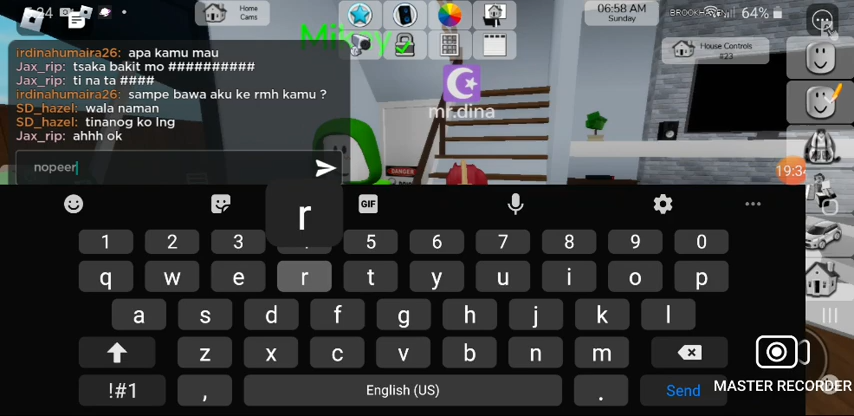 Home
Cams
06:58 AM
Sunday
BROOKH
64%
House Controls
#23
irdinahumaira26: apa kamu mau
Jax_rip: tsaka bakit mo ##########
Jax_rip: ti na ta ####
irdinahumaira26: sampe bawa aku ke rmh kamu ?
SD_hazel: wala naman
SD_hazel: tinanog ko lng
Jax_rip: ahhh ok
mr.dina
DANGER
nopeer
19:34
r
GIF
1 2 3 5 6 7 8 9 0
q w e r t y u i o p
a s d f g h j k l
z x c v b n m
!#1 , English (US) . Send
MASTER RECORDER